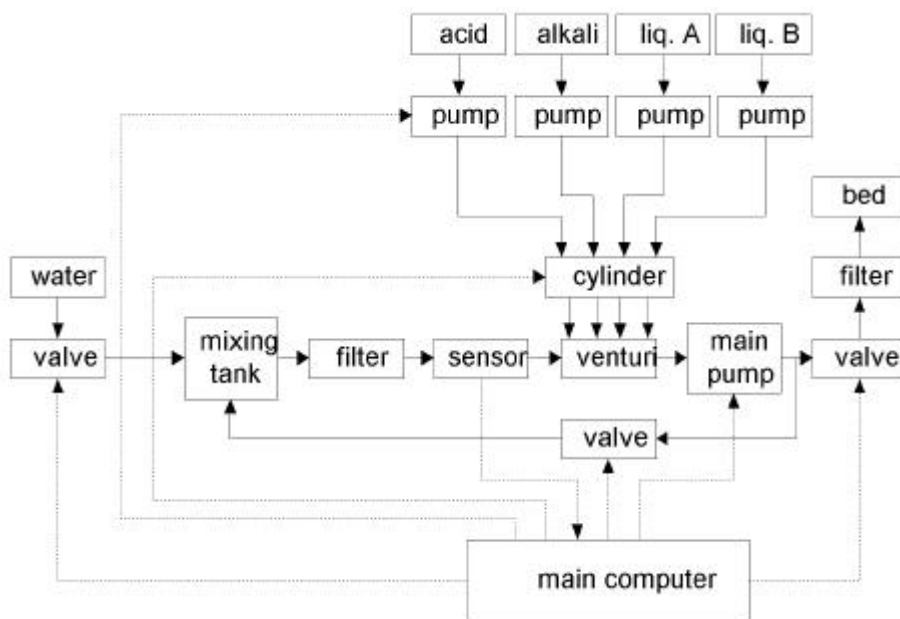 acid
alkali
liq. A
liq. B
pump
pump
pump
pump
bed
water
cylinder
filter
valve
mixing
tank
filter
sensor
venturi
main
pump
valve
valve
main computer